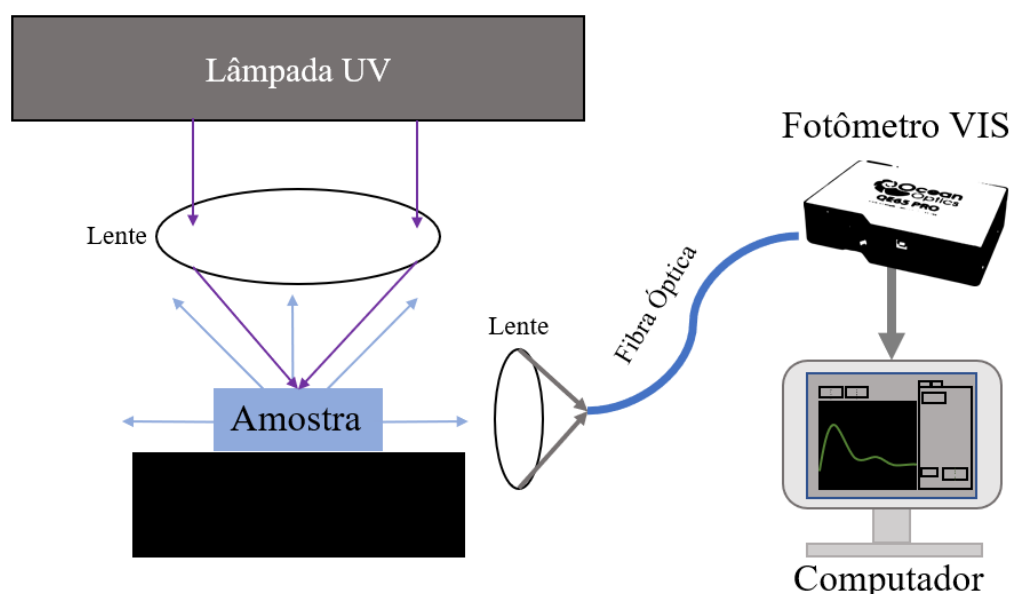 Lâmpada UV
Fotômetro VIS
Ocean
Optics
QE65 PRO
Lente
Fibra Óptica
Lente
Amostra
Computador